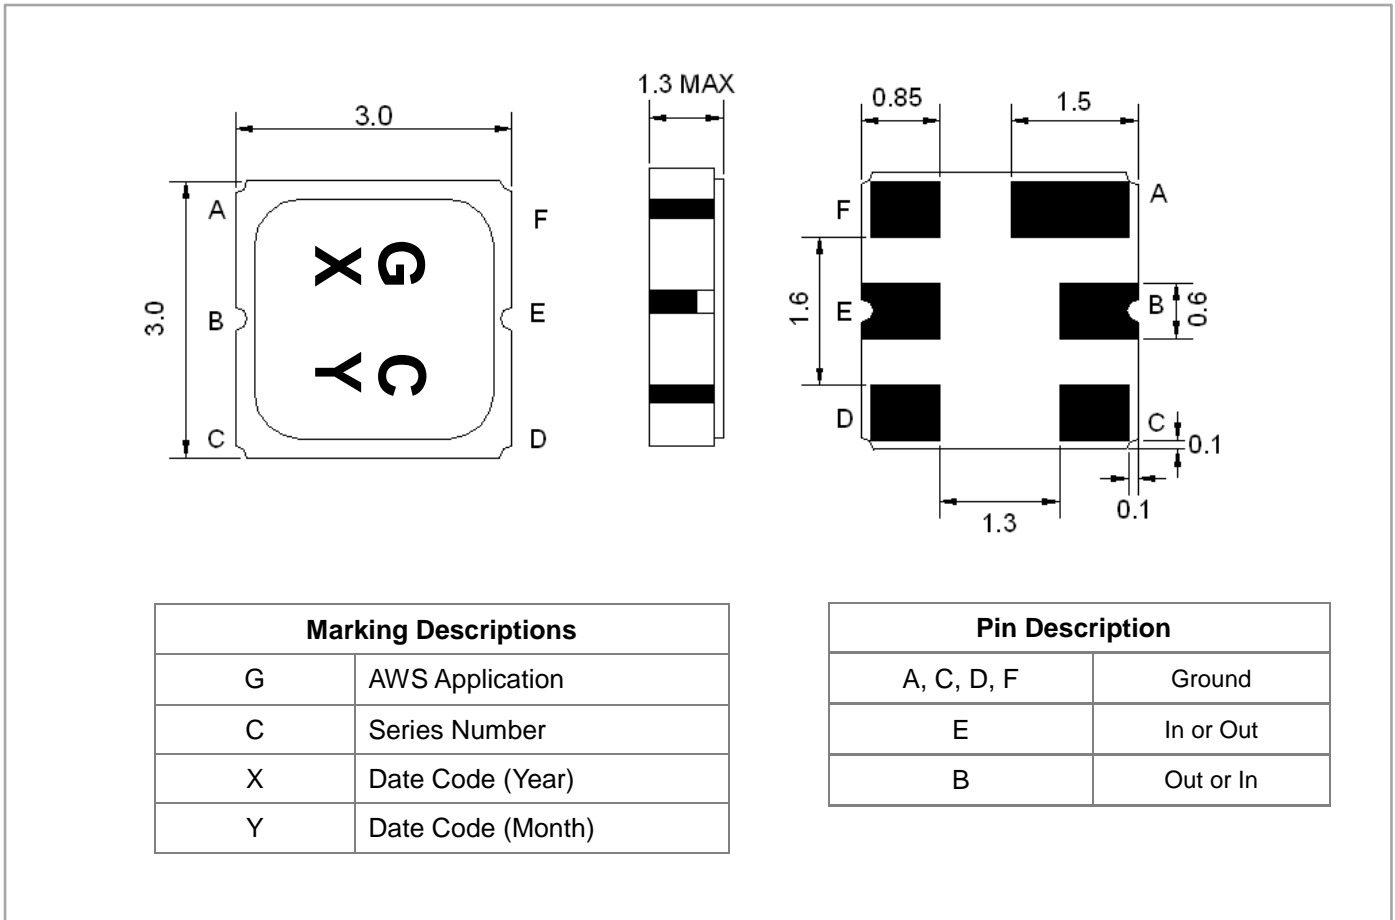 3.0
3.0
A
B
C
F
E
D
G
X
C
Y
1.3 MAX
0.85
1.5
F
E
D
A
B
C
1.6
0.6
0.1
0.1
1.3
Marking Descriptions
G AWS Application
C Series Number
X Date Code (Year)
Y Date Code (Month)
Pin Description
A, C, D, F Ground
E In or Out
B Out or In